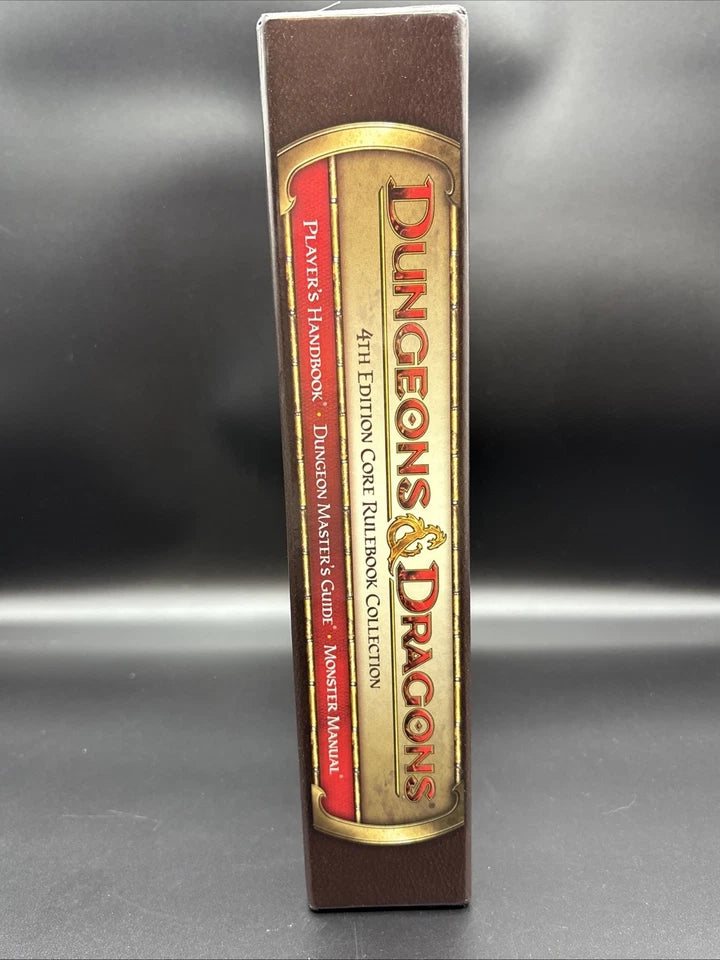 DUNGEONS & DRAGONS®
4TH EDITION CORE RULEBOOK COLLECTION
PLAYER'S HANDBOOK® • DUNGEON MASTER'S GUIDE® • MONSTER MANUAL®